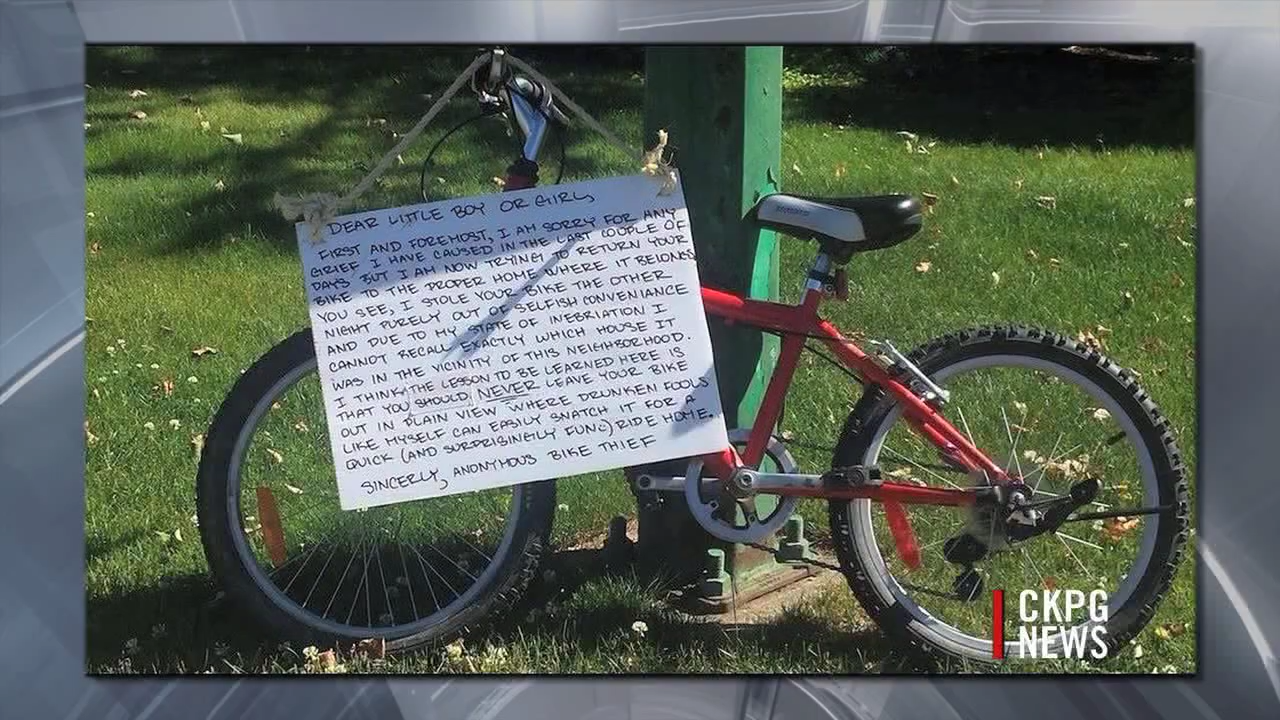 DEAR LITTLE BOY OR GIRL,
FIRST AND FOREMOST, I AM SORRY FOR ANY
GRIEF I HAVE CAUSED IN THE LAST COUPLE OF
DAYS BUT I AM NOW TRYING TO RETURN YOUR
BIKE TO THE PROPER HOME WHERE IT BELONGS
YOU SEE, I STOLE YOUR BIKE THE OTHER
NIGHT PURELY OUT OF SELFISH CONVENIANCE
AND DUE TO MY STATE OF INEBRIATION I
CANNOT RECALL EXACTLY WHICH HOUSE IT
WAS IN THE VICINITY OF THIS NEIGHBORHOOD.
I THINK THE LESSON TO BE LEARNED HERE IS
THAT YOU SHOULD NEVER LEAVE YOUR BIKE
OUT IN PLAIN VIEW WHERE DRUNKEN FOOLS
LIKE MYSELF CAN EASILY SNATCH IT FOR A
QUICK (AND SURPRISINGLY FUN!) RIDE HOME.
SINCERLY, ANONYMOUS BIKE THIEF
CKPG
NEWS